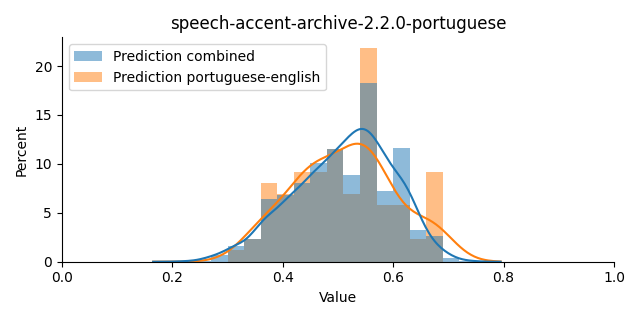 speech-accent-archive-2.2.0-portuguese
Prediction combined
Prediction portuguese-english
Percent
20
15
10
5
0
0.0 0.2 0.4 0.6 0.8 1.0
Value